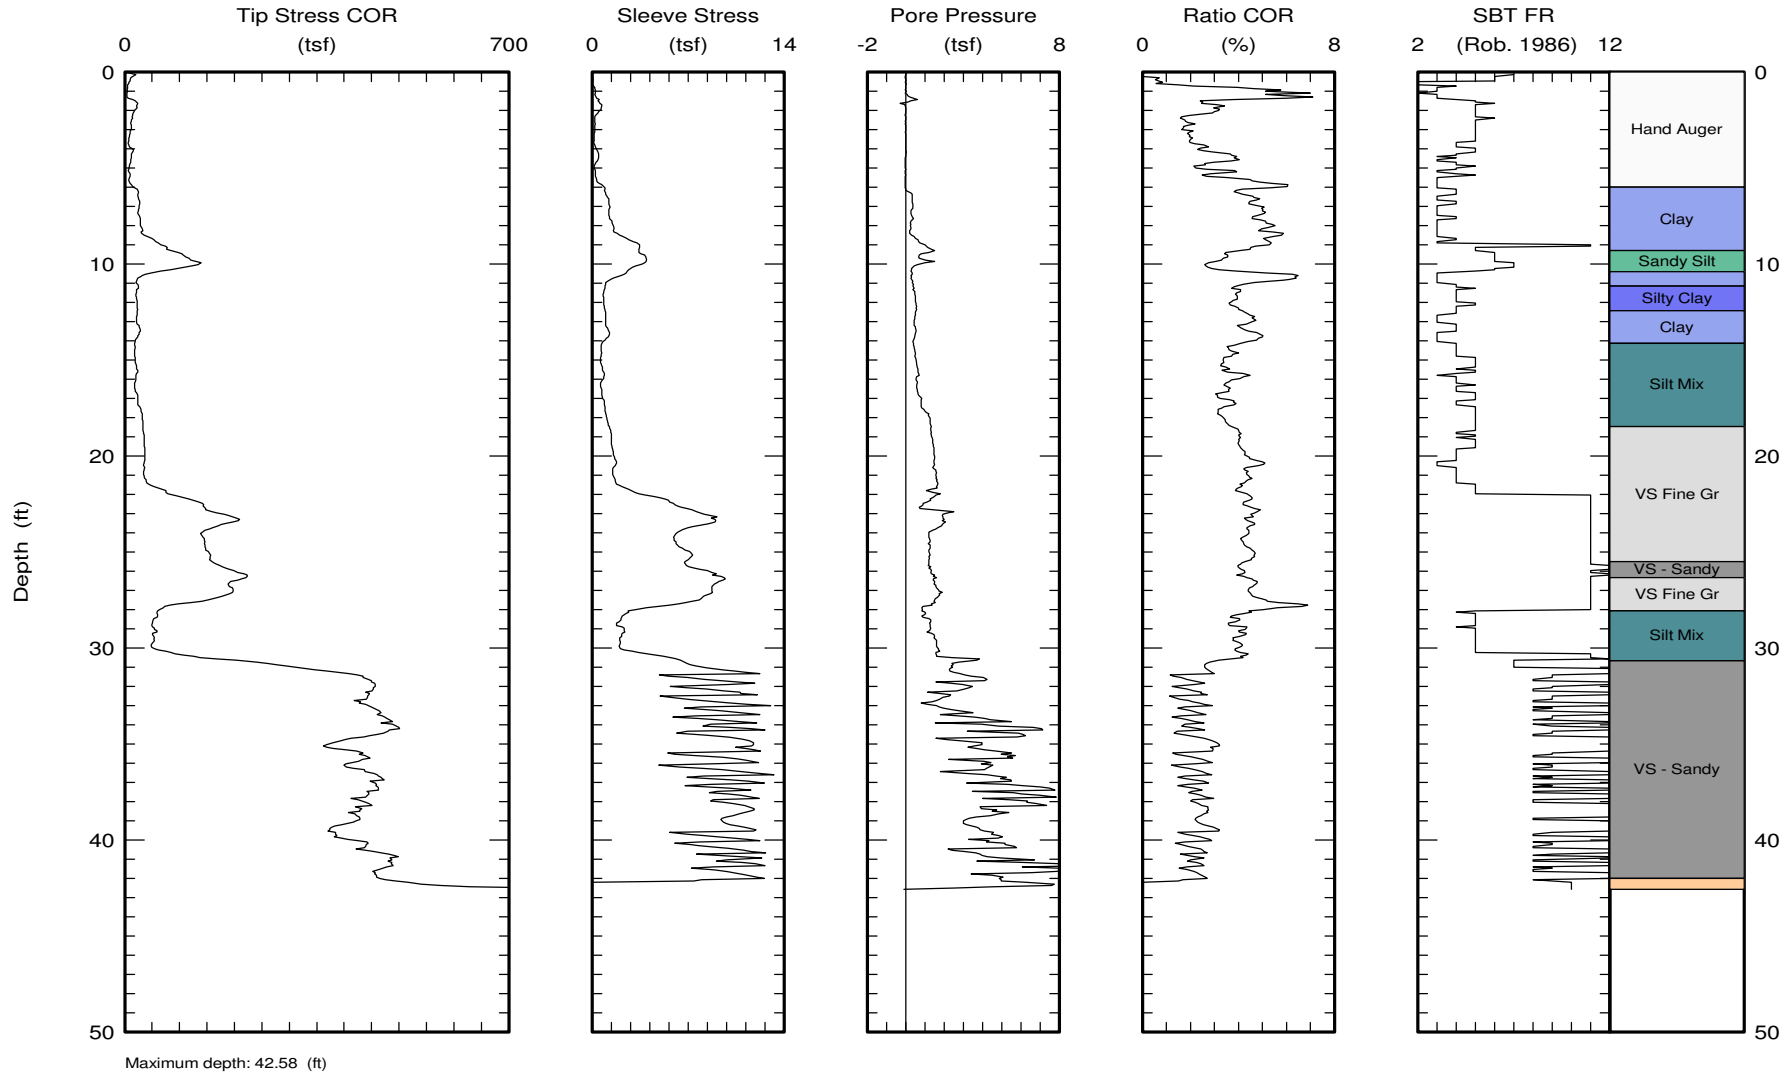 Tip Stress COR Sleeve Stress Pore Pressure Ratio COR SBT FR
0 (tsf) 700 0 (tsf) 14 -2 (tsf) 8 0 (%) 8 2 (Rob. 1986) 12
0 0
Hand Auger
Clay
10 Sandy Silt 10
Silty Clay
Clay
Silt Mix
20 20
VS Fine Gr
Depth (ft)
VS - Sandy
VS Fine Gr
Silt Mix
30 30
VS - Sandy
40 40
50 50
Maximum depth: 42.58 (ft)